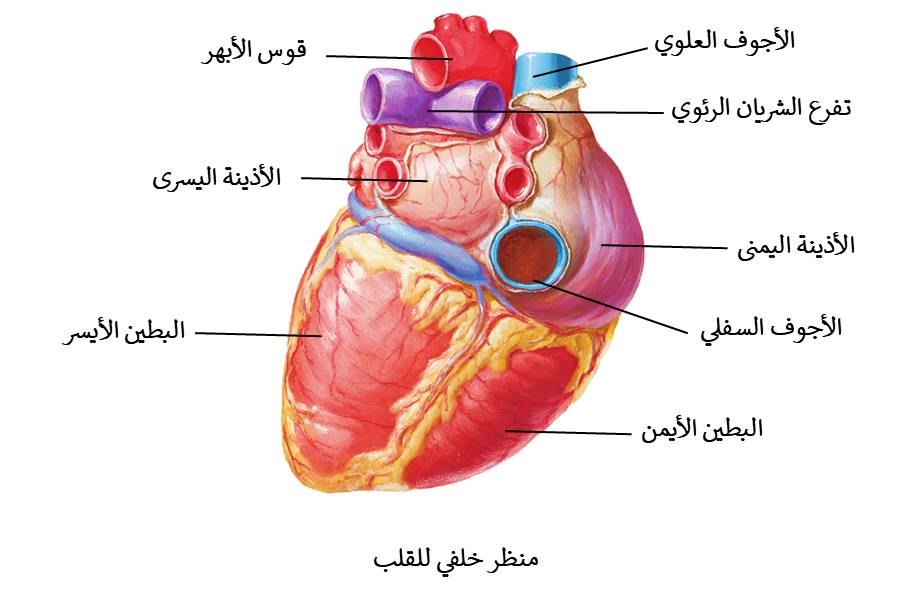 الأجوف العلوي
قوس الأبهر
تفرع الشريان الرئوي
الأذينة اليسرى
الأذينة اليمنى
الأجوف السفلي
البطين الأيسر
البطين الأيمن
منظر خلفي للقلب